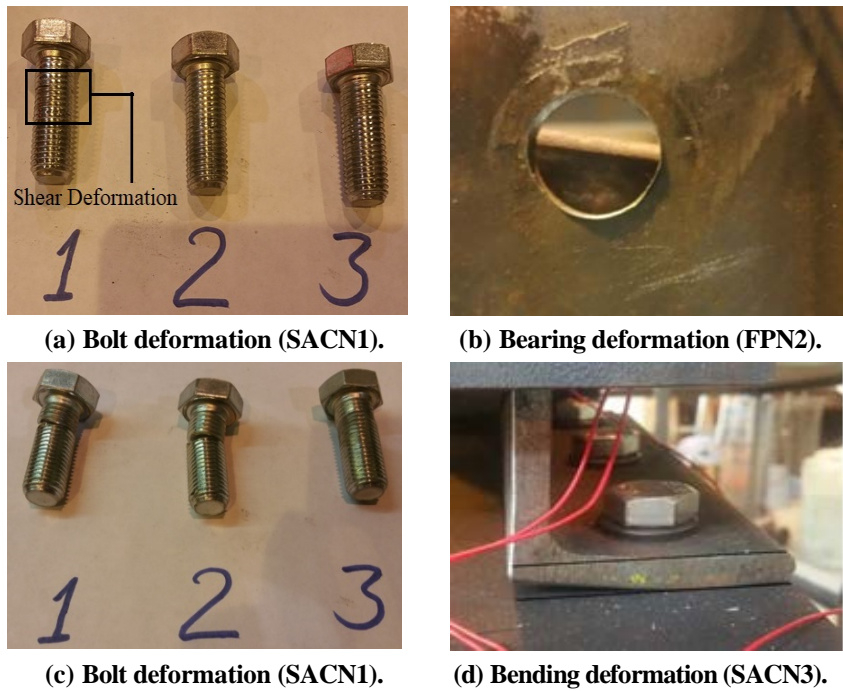 Shear Deformation
1 2 3
(a) Bolt deformation (SACN1).
(b) Bearing deformation (FPN2).
1 2 3
(c) Bolt deformation (SACN1).
(d) Bending deformation (SACN3).